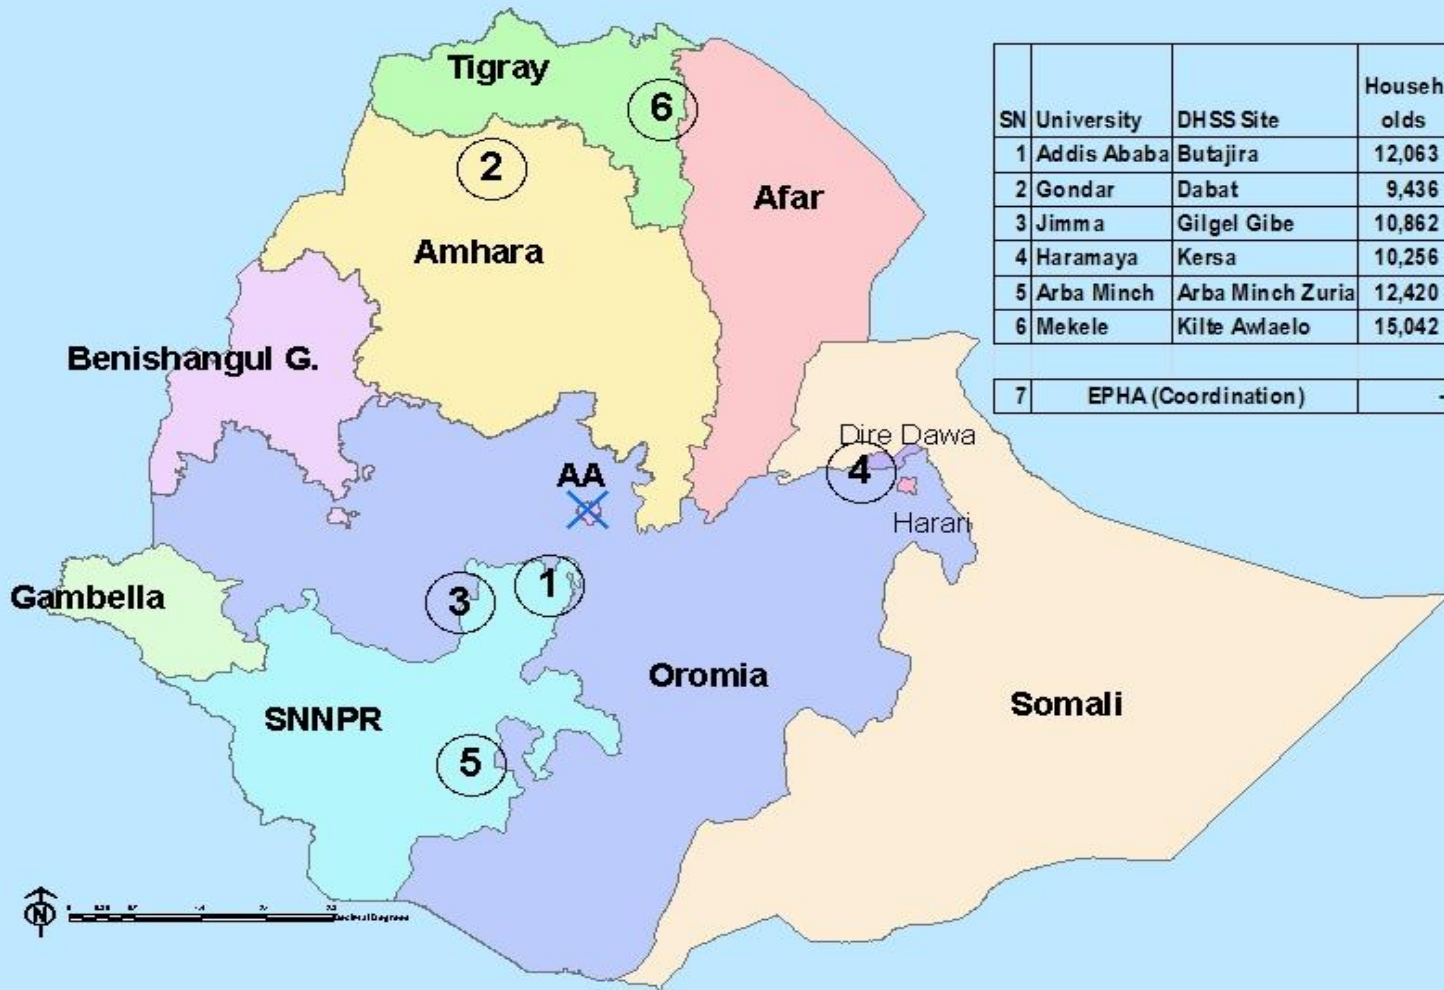 Tigray
6
2
Afar
Amhara
Benishangul G.
Dire Dawa
4
AA
Harari
1
3
Gambella
Oromia
Somali
SNNPR
5
N
Househ
olds
SN University DHSS Site
1 Addis Ababa Butajira 12,063
2 Gondar Dabat 9,436
3 Jimma Gilgel Gibe 10,862
4 Haramaya Kersa 10,256
5 Arba Minch Arba Minch Zuria 12,420
6 Mekele Kilte Awlaelo 15,042
7 EPHA (Coordination) -